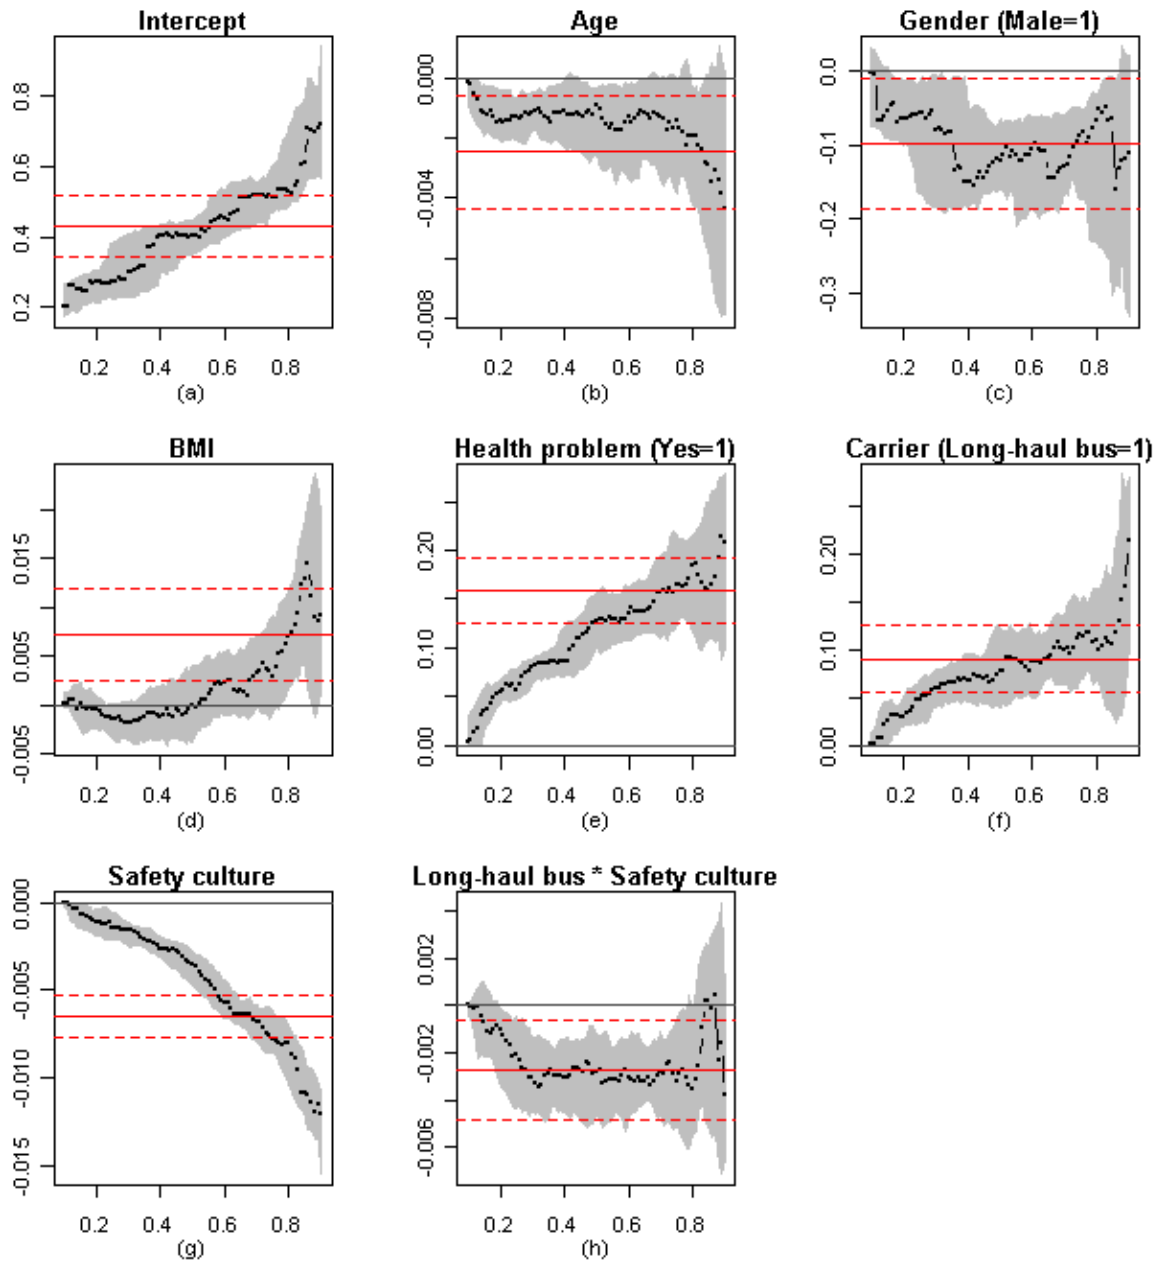 Intercept Age Gender (Male=1)
0.2 0.4 0.6 0.8
-0.008 -0.004 0.000
-0.3 -0.2 -0.1 0.0
0.2 0.4 0.6 0.8 0.2 0.4 0.6 0.8 0.2 0.4 0.6 0.8
(a) (b) (c)
BMI Health problem (Yes=1) Carrier (Long-haul bus=1)
-0.005 0.005 0.015
0.00 0.10 0.20
0.00 0.10 0.20
0.2 0.4 0.6 0.8 0.2 0.4 0.6 0.8 0.2 0.4 0.6 0.8
(d) (e) (f)
Safety culture Long-haul bus * Safety culture
-0.015 -0.010 -0.005 0.000
-0.006 -0.002 0.002
0.2 0.4 0.6 0.8 0.2 0.4 0.6 0.8
(g) (h)